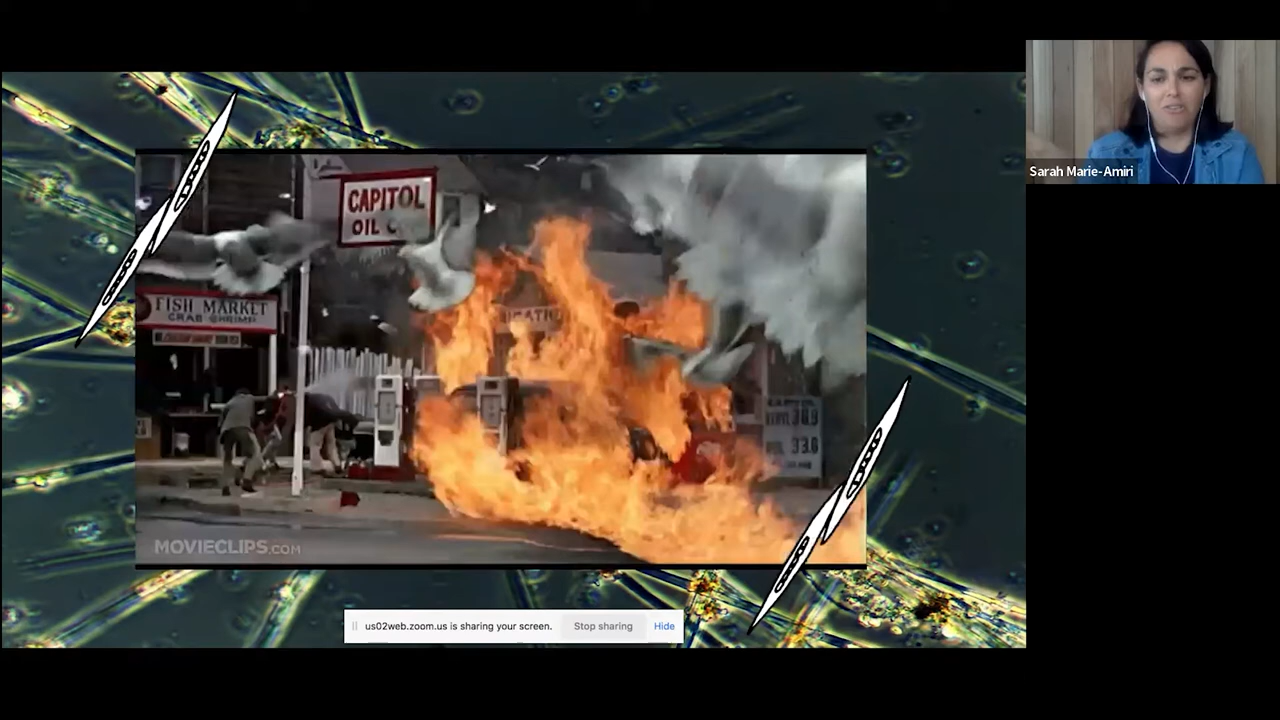 Sarah Marie-Amiri
CAPITOL
OIL
FISH MARKET
CRAB SHRIMP
MOVIECLIPS.COM
us02web.zoom.us is sharing your screen.
Stop sharing
Hide